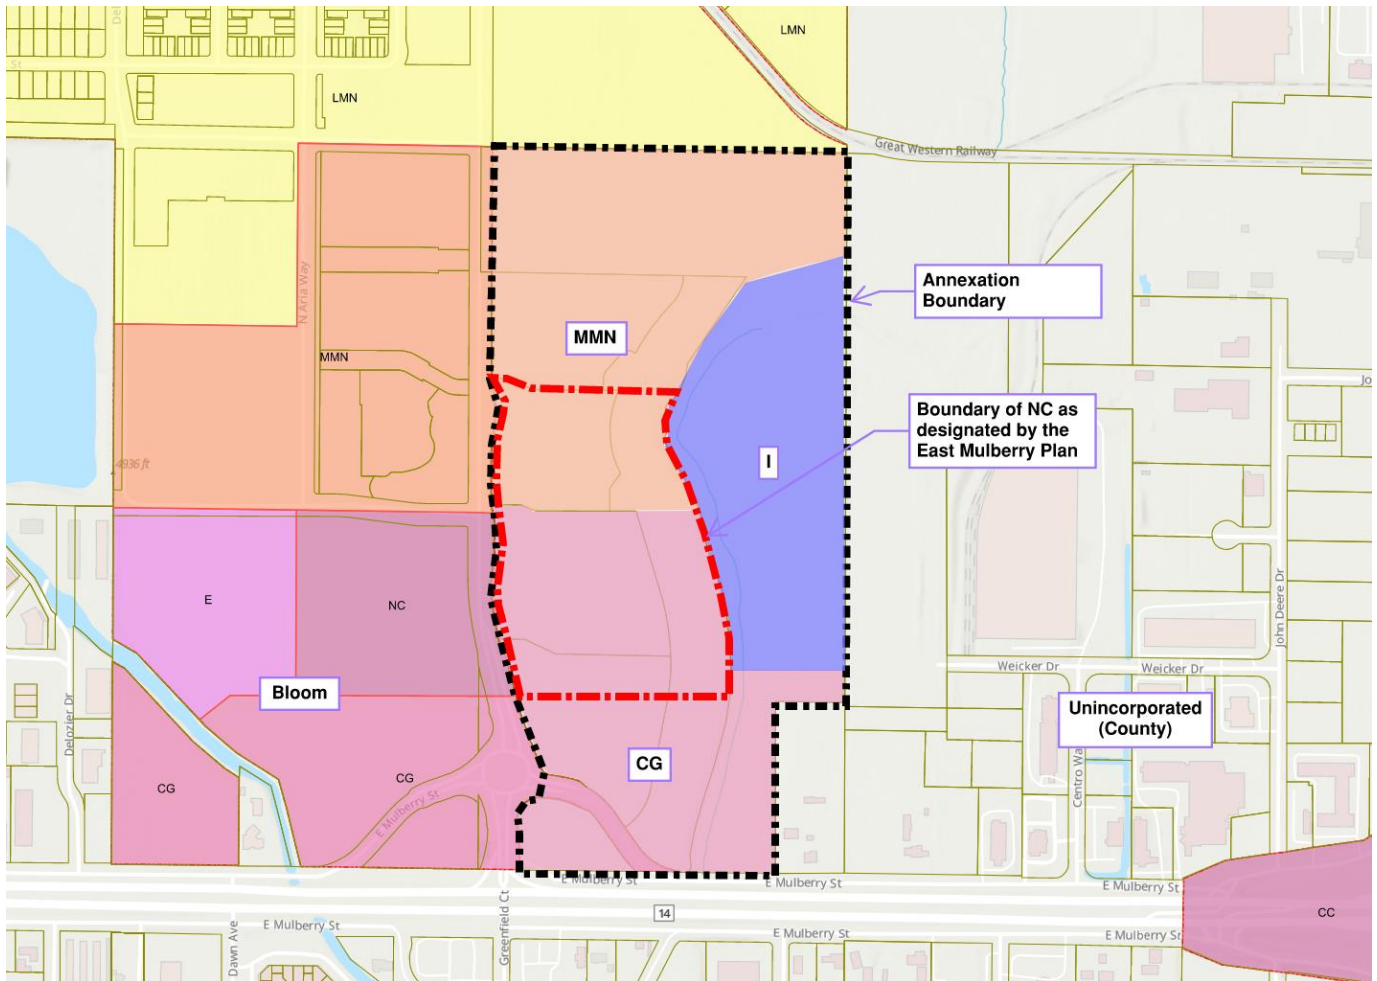 LMN
Del
St
LMN
Great Western Railway
N Aria Way
Annexation
Boundary
MMN
MMN
Jo
Boundary of NC as
designated by the
East Mulberry Plan
4936 ft
I
E
NC
John Deere Dr
Weicker Dr
Weicker Dr
Bloom
Delozier Dr
Unincorporated
(County)
CG
CG
CG
E Mulberry St
Centro Wa
E Mulberry St
E Mulberry St
E Mulberry St
CC
14
Greenfield Ct
Dawn Ave
E Mulberry St
E Mulberry St
E Mulberry St